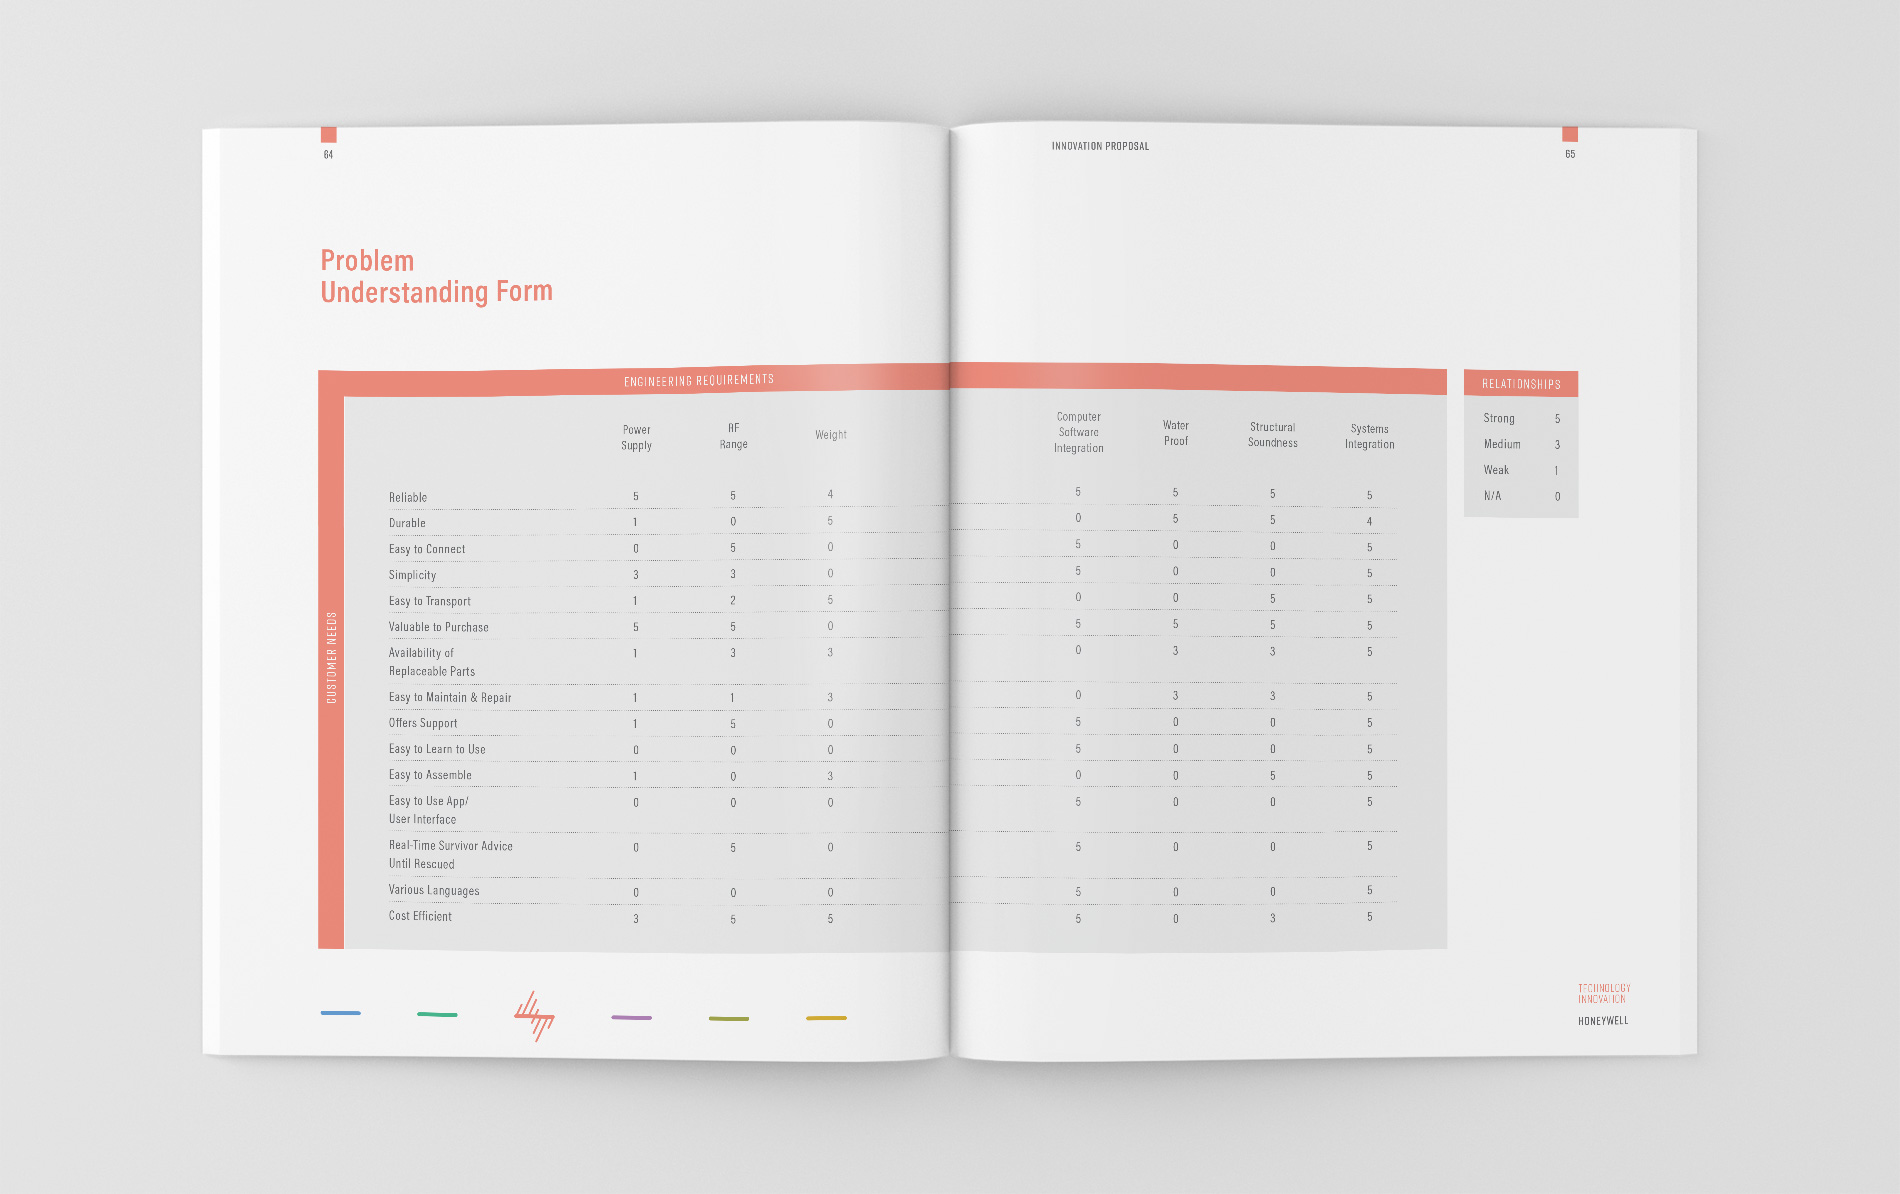 64
INNOVATION PROPOSAL
65
Problem
Understanding Form
ENGINEERING REQUIREMENTS
RELATIONSHIPS
Strong 5
Medium 3
Weak 1
N/A 0
CUSTOMER NEEDS
Power Supply RF Range Weight Computer Software Integration Water Proof Structural Soundness Systems Integration
Reliable 5 5 4 5 5 5 5
Durable 1 0 5 0 5 5 4
Easy to Connect 0 5 0 5 0 0 5
Simplicity 3 3 0 5 0 0 5
Easy to Transport 1 2 5 0 0 5 5
Valuable to Purchase 5 5 0 5 5 5 5
Availability of 1 3 3 0 3 3 5
Replaceable Parts
Easy to Maintain & Repair 1 1 3 0 3 3 5
Offers Support 1 5 0 5 0 0 5
Easy to Learn to Use 0 0 0 5 0 0 5
Easy to Assemble 1 0 3 0 0 5 5
Easy to Use App/ 0 0 0 5 0 0 5
User Interface
Real-Time Survivor Advice 0 5 0 5 0 0 5
Until Rescued
Various Languages 0 0 0 5 0 0 5
Cost Efficient 3 5 5 5 0 3 5
TECHNOLOGY
INNOVATION
HONEYWELL